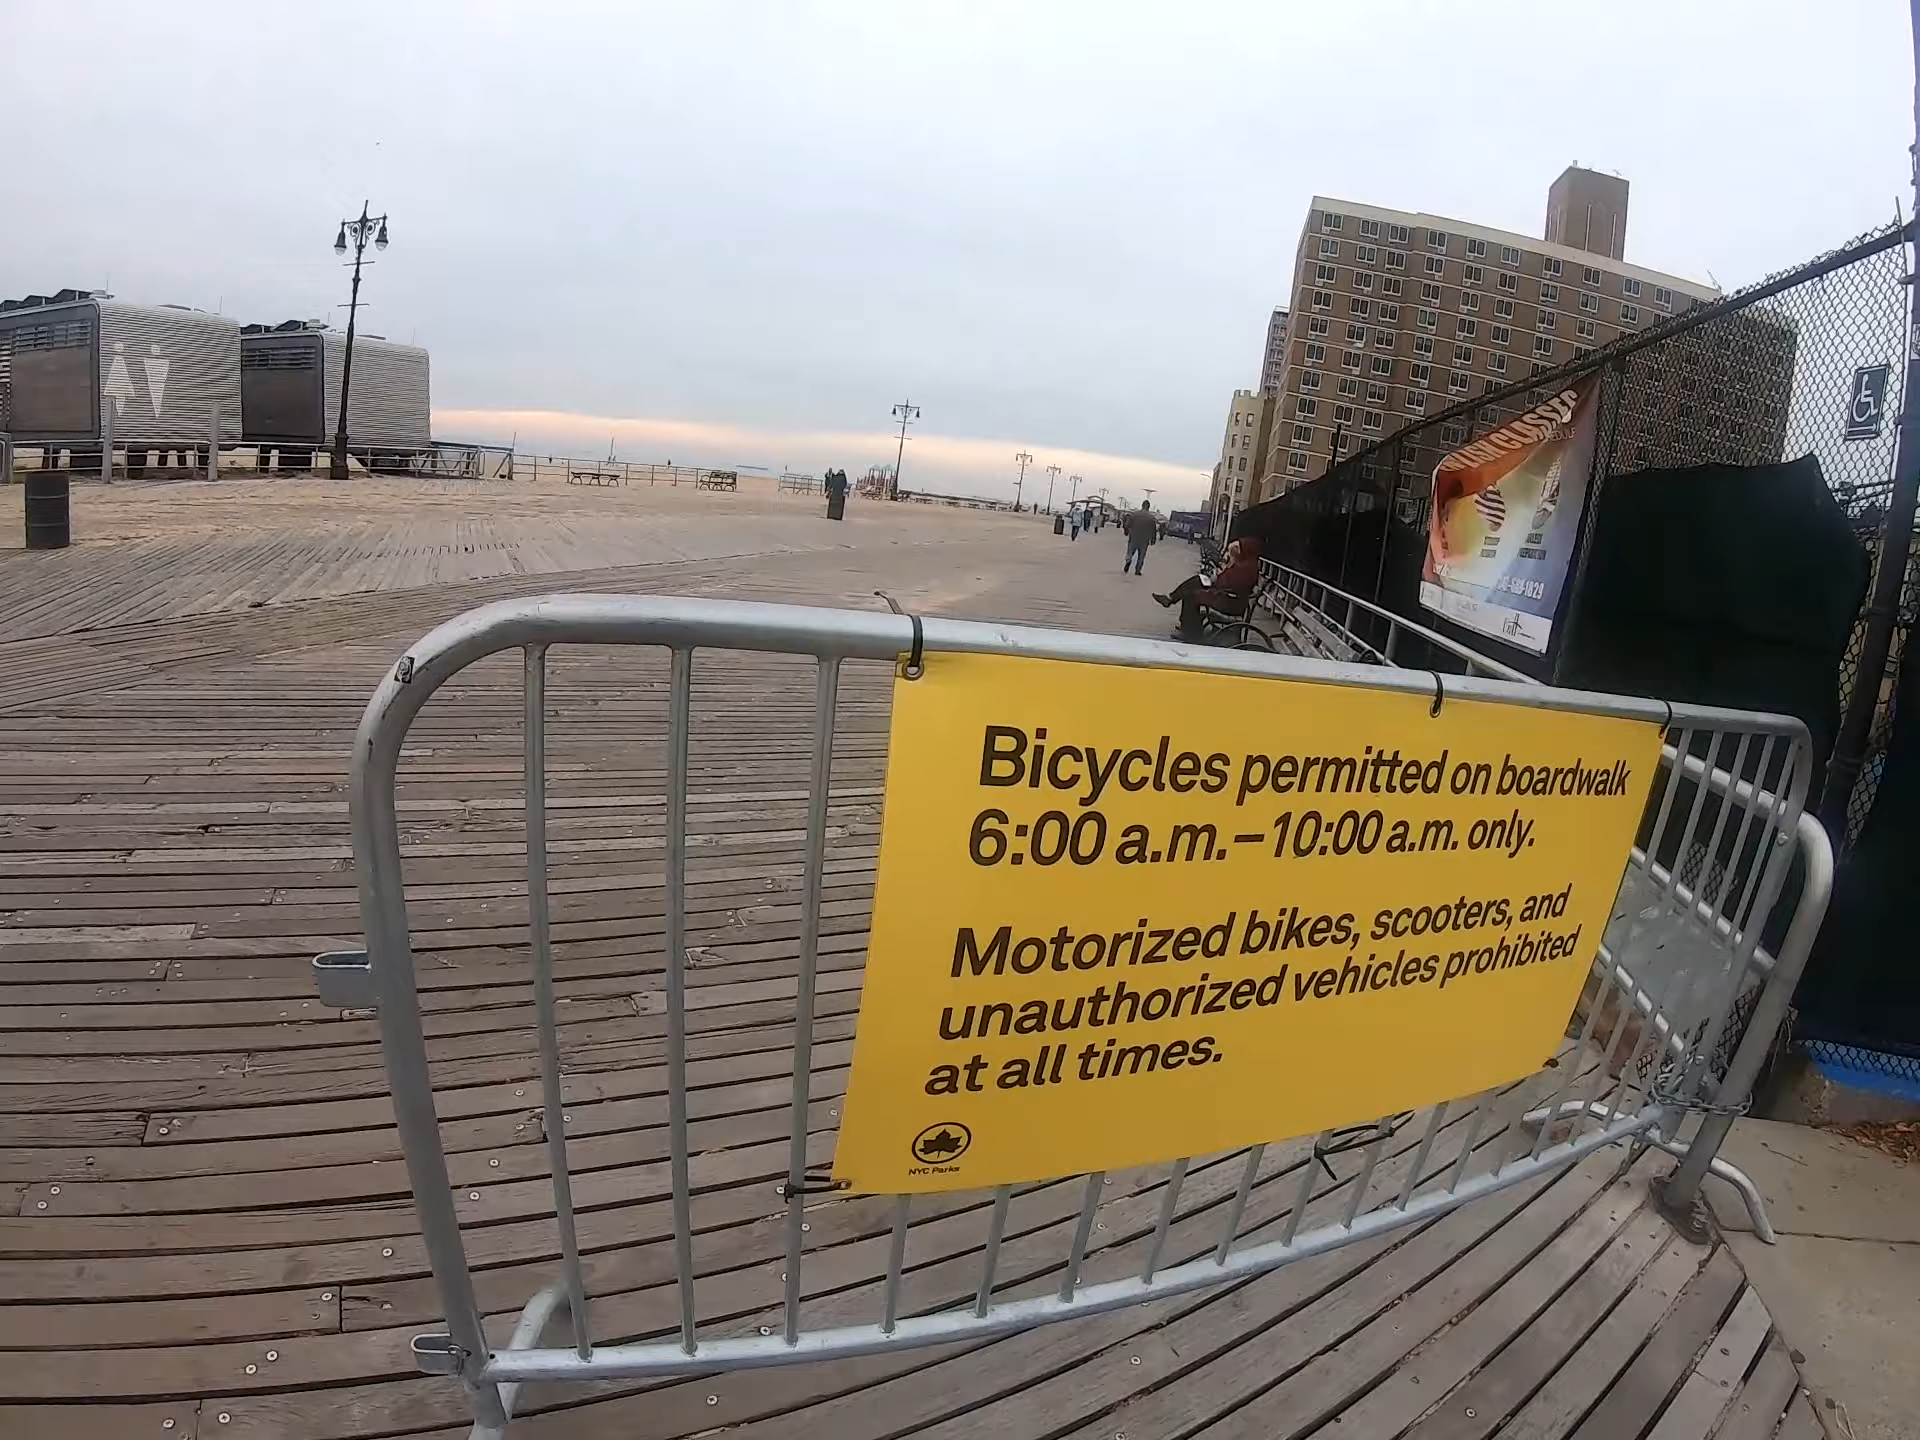 Bicycles permitted on boardwalk
6:00 a.m.–10:00 a.m. only.
Motorized bikes, scooters, and
unauthorized vehicles prohibited
at all times.
NYC Parks